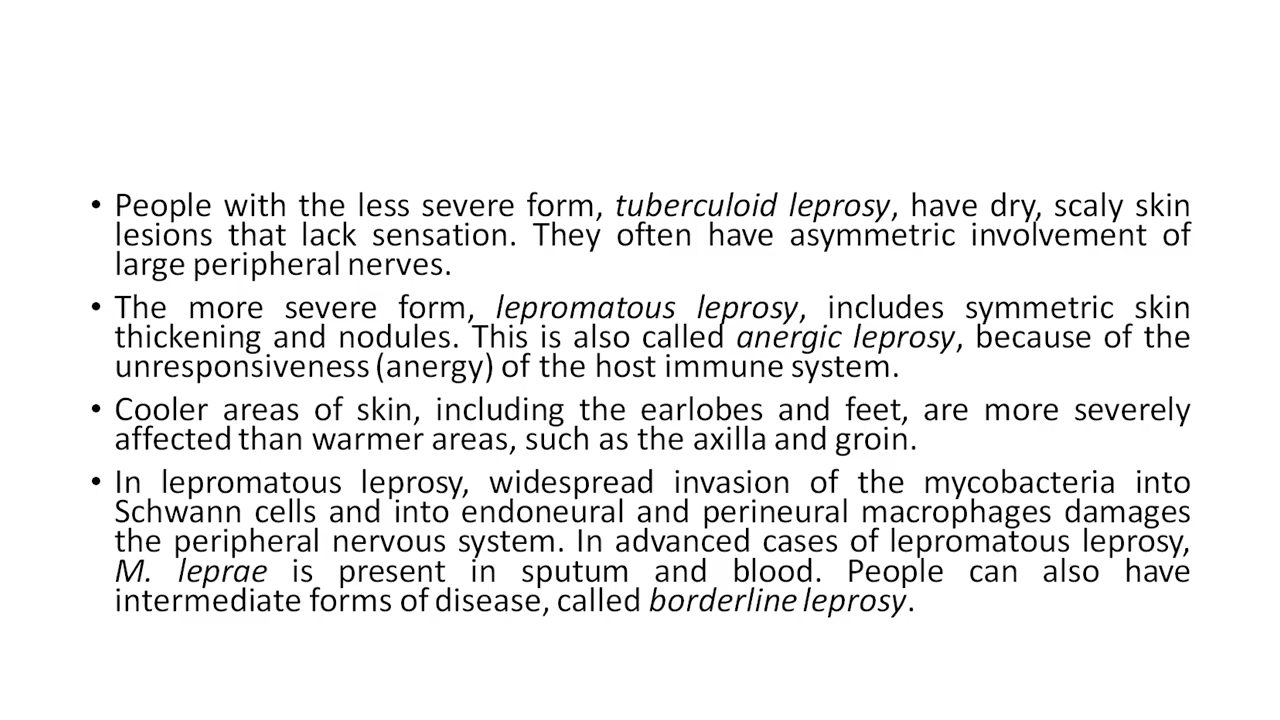 • People with the less severe form, tuberculoid leprosy, have dry, scaly skin
lesions that lack sensation. They often have asymmetric involvement of
large peripheral nerves.
• The more severe form, lepromatous leprosy, includes symmetric skin
thickening and nodules. This is also called anergic leprosy, because of the
unresponsiveness (anergy) of the host immune system.
• Cooler areas of skin, including the earlobes and feet, are more severely
affected than warmer areas, such as the axilla and groin.
• In lepromatous leprosy, widespread invasion of the mycobacteria into
Schwann cells and into endoneural and perineural macrophages damages
the peripheral nervous system. In advanced cases of lepromatous leprosy,
M. leprae is present in sputum and blood. People can also have
intermediate forms of disease, called borderline leprosy.